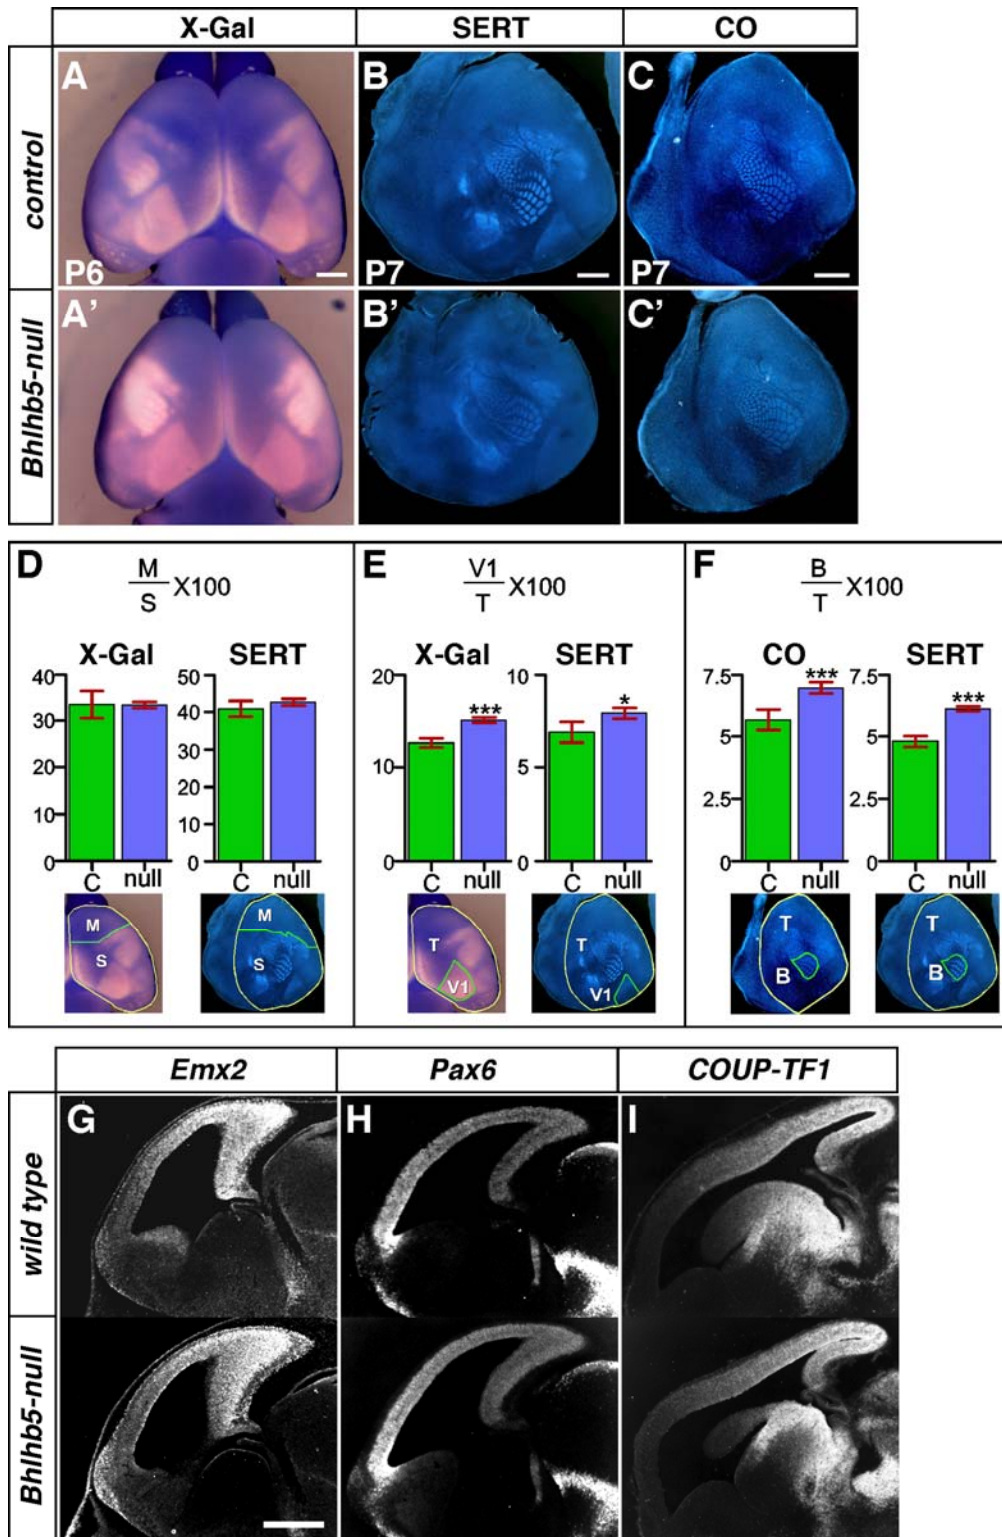 X-Gal SERT CO
control
A B C
P6 P7 P7
Bhlhb5-null
A' B' C'
D E F
M V1 B
S X100 T X100 T X100
X-Gal SERT X-Gal SERT CO SERT
*** * *** ***
40 50 20 10 7.5 7.5
30 40 10 5 5 5
20 30 0 0 2.5 2.5
10 20 0 0
0 10
0
C null C null C null C null C null C null
M M T T T T
S S V1 V1 B B
Emx2 Pax6 COUP-TF1
wild type
G H I
Bhlhb5-null